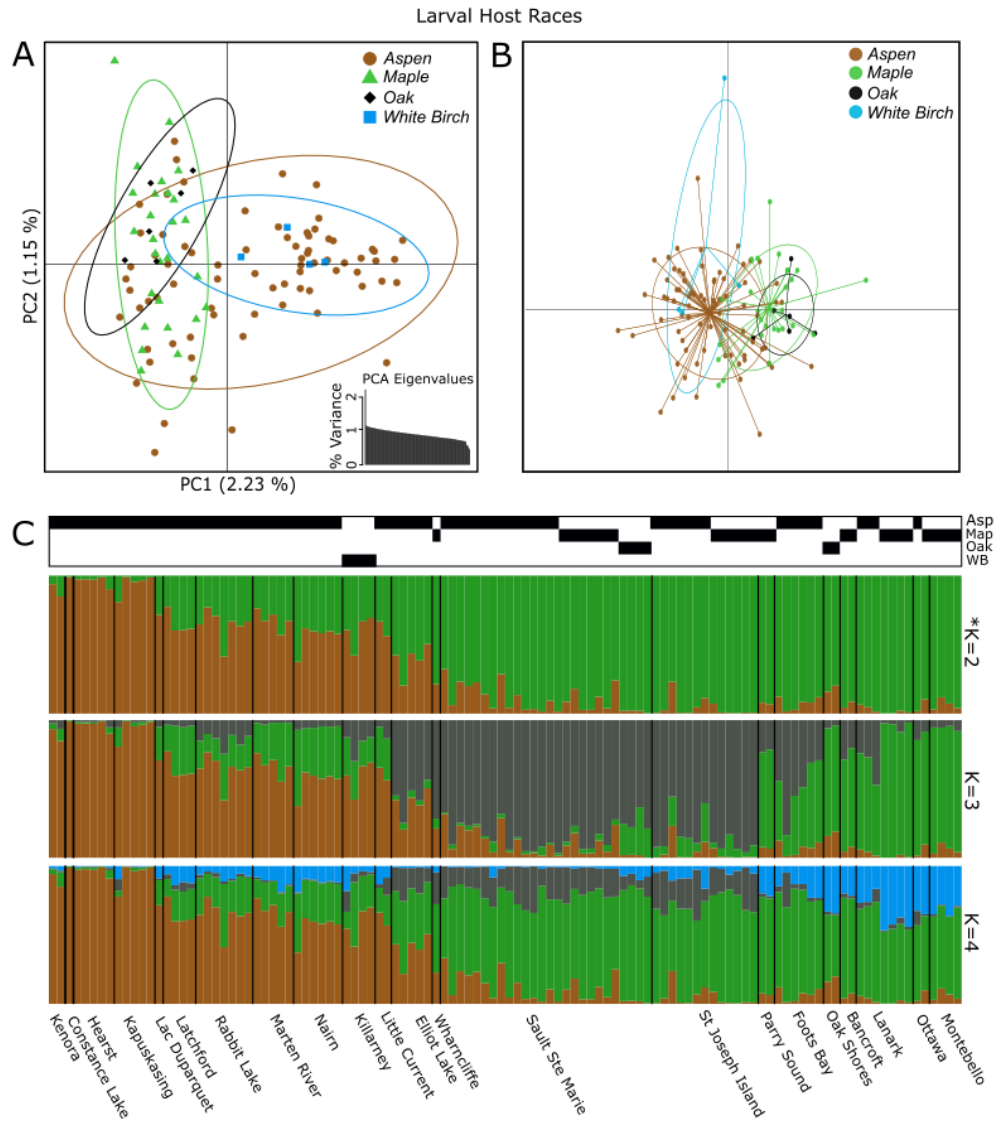 Larval Host Races
A
Aspen
Maple
Oak
White Birch
PC2 (1.15 %)
PC1 (2.23 %)
PCA Eigenvalues
% Variance
0 1 2
B
Aspen
Maple
Oak
White Birch
C
Asp
Map
Oak
WB
*K=2
K=3
K=4
Kenora
Constance Lake
Hearst
Kapuskasing
Lac Duparquet
Latchford
Rabbit Lake
Marten River
Nairn
Killarney
Little Current
Elliot Lake
Wharncliffe
Sault Ste Marie
St Joseph Island
Parry Sound
Foots Bay
Oak Shores
Bancroft
Lanark
Ottawa
Montebello